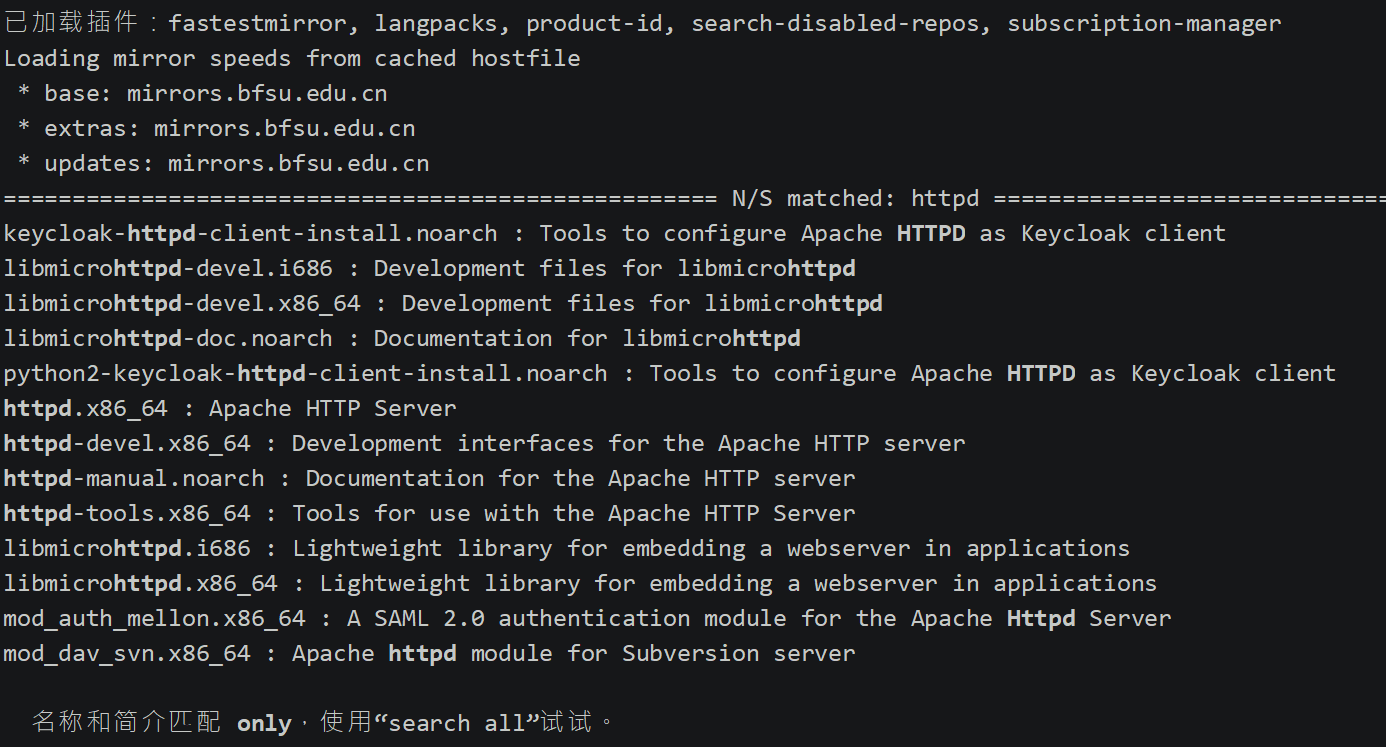 已加载插件：fastestmirror, langpacks, product-id, search-disabled-repos, subscription-manager
Loading mirror speeds from cached hostfile
 * base: mirrors.bfsu.edu.cn
 * extras: mirrors.bfsu.edu.cn
 * updates: mirrors.bfsu.edu.cn
==================================================== N/S matched: httpd =============================
keycloak-httpd-client-install.noarch : Tools to configure Apache HTTPD as Keycloak client
libmicrohttpd-devel.i686 : Development files for libmicrohttpd
libmicrohttpd-devel.x86_64 : Development files for libmicrohttpd
libmicrohttpd-doc.noarch : Documentation for libmicrohttpd
python2-keycloak-httpd-client-install.noarch : Tools to configure Apache HTTPD as Keycloak client
httpd.x86_64 : Apache HTTP Server
httpd-devel.x86_64 : Development interfaces for the Apache HTTP server
httpd-manual.noarch : Documentation for the Apache HTTP server
httpd-tools.x86_64 : Tools for use with the Apache HTTP Server
libmicrohttpd.i686 : Lightweight library for embedding a webserver in applications
libmicrohttpd.x86_64 : Lightweight library for embedding a webserver in applications
mod_auth_mellon.x86_64 : A SAML 2.0 authentication module for the Apache Httpd Server
mod_dav_svn.x86_64 : Apache httpd module for Subversion server
  名称和简介匹配 only，使用“search all”试试。